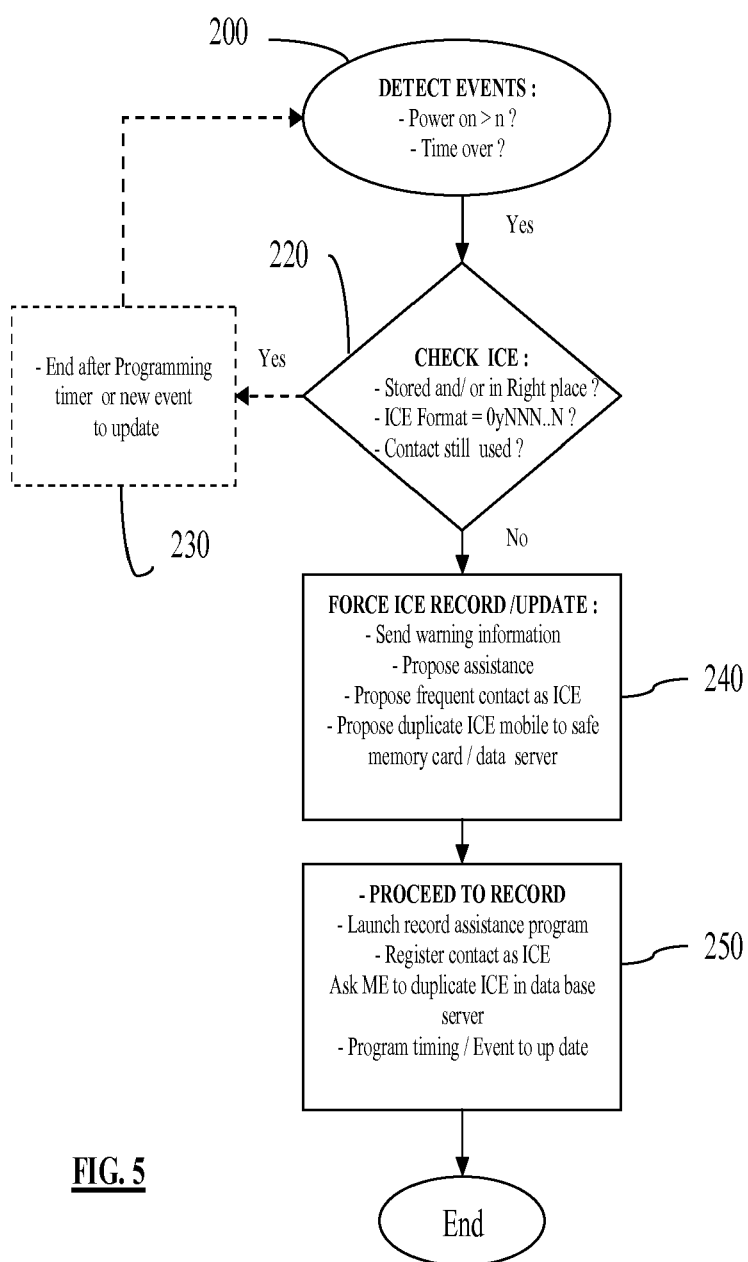 200
DETECT EVENTS :
- Power on > n ?
- Time over ?
Yes
220
CHECK ICE :
- Stored and/ or in Right place ?
- ICE Format = 0yNNN..N ?
- Contact still used ?
Yes
- End after Programming
timer or new event
to update
230
No
FORCE ICE RECORD /UPDATE :
- Send warning information
- Propose assistance
- Propose frequent contact as ICE
- Propose duplicate ICE mobile to safe
memory card / data server
240
- PROCEED TO RECORD
- Launch record assistance program
- Register contact as ICE
Ask ME to duplicate ICE in data base
server
- Program timing / Event to up date
250
FIG. 5
End